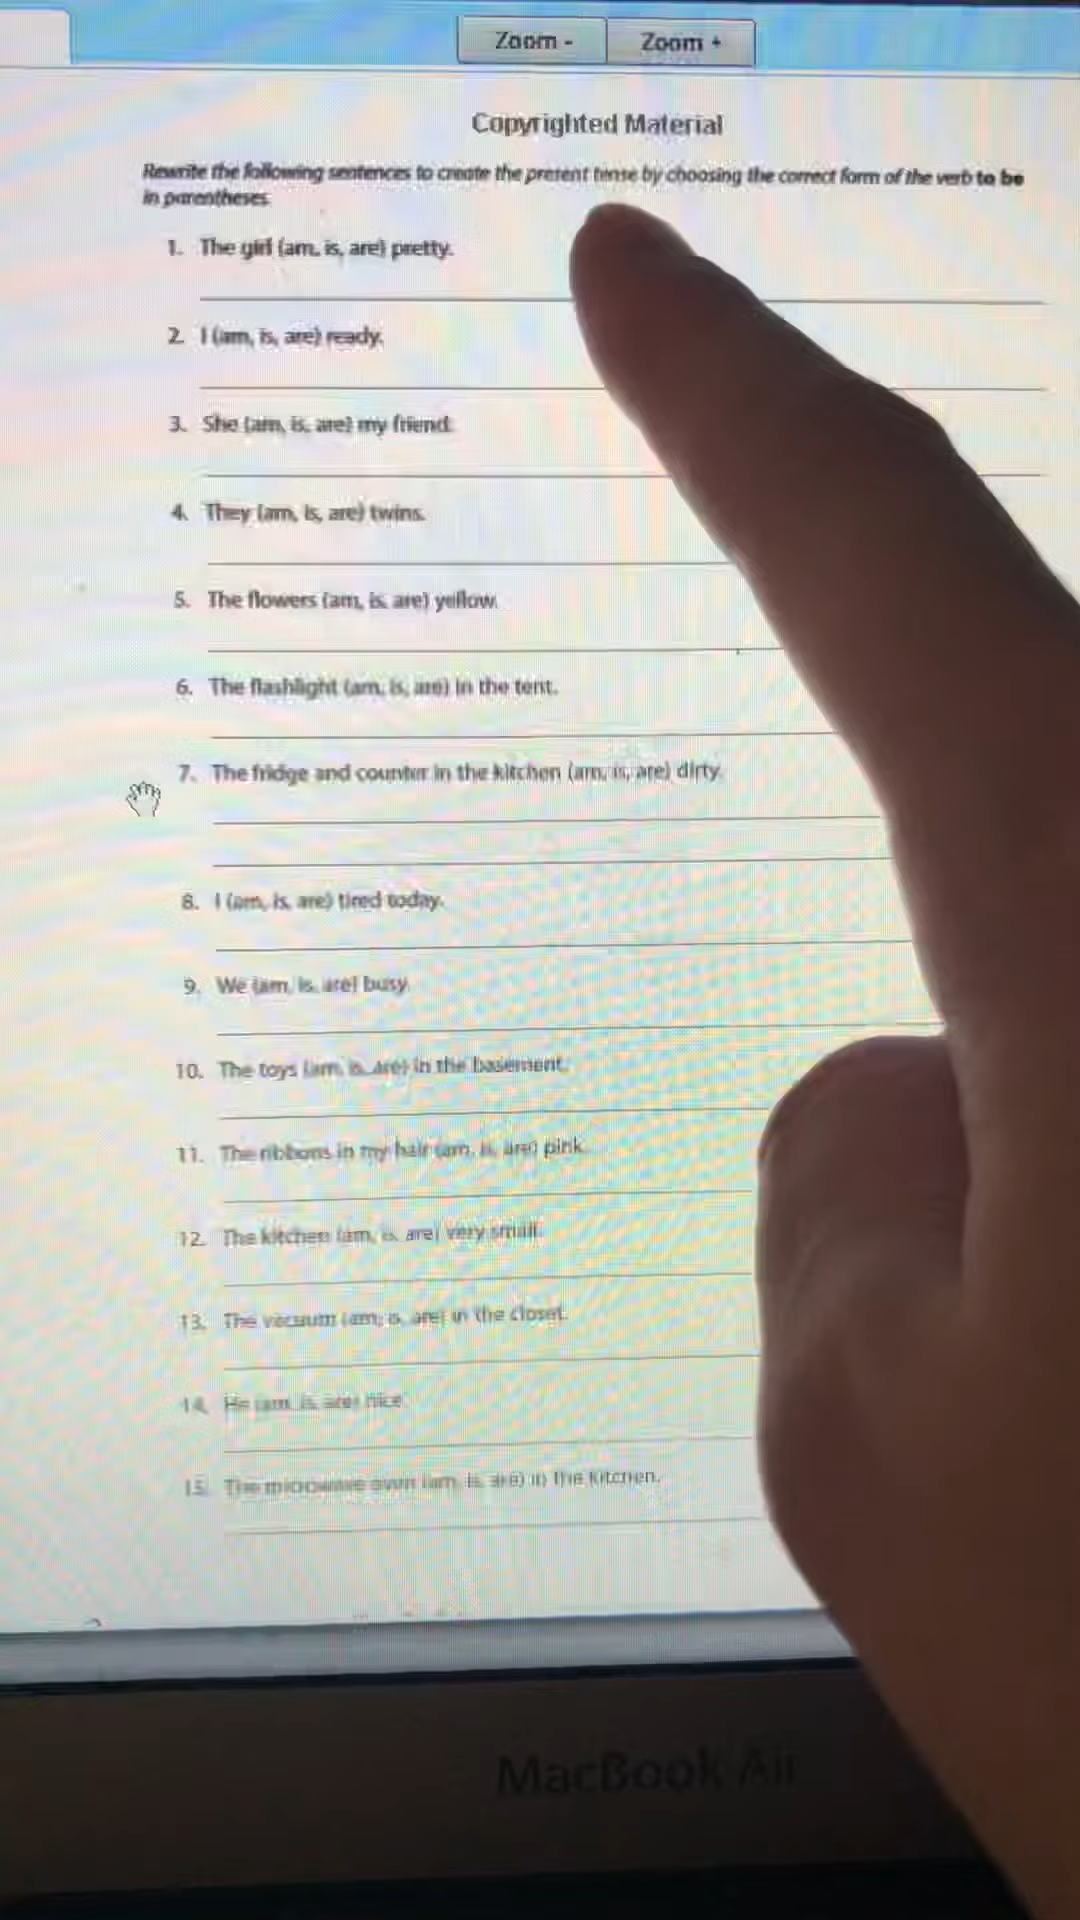 Zoom -
Zoom +
Copyrighted Material
Rewrite the following sentences to create the present tense by choosing the correct form of the verb to be
in parentheses.
1. The girl (am, is, are) pretty.
2. I (am, is, are) ready.
3. She (am, is, are) my friend.
4. They (am, is, are) twins.
5. The flowers (am, is, are) yellow.
6. The flashlight (am, is, are) in the tent.
7. The fridge and counter in the kitchen (am, is, are) dirty.
8. I (am, is, are) tired today.
9. We (am, is, are) busy.
10. The toys (am, is, are) in the basement.
11. The ribbons in my hair (am, is, are) pink.
12. The kitchen (am, is, are) very small.
13. The vacuum (am, is, are) in the closet.
14. He (am, is, are) nice.
15. The microwave oven (am, is, are) in the kitchen.
MacBook Air